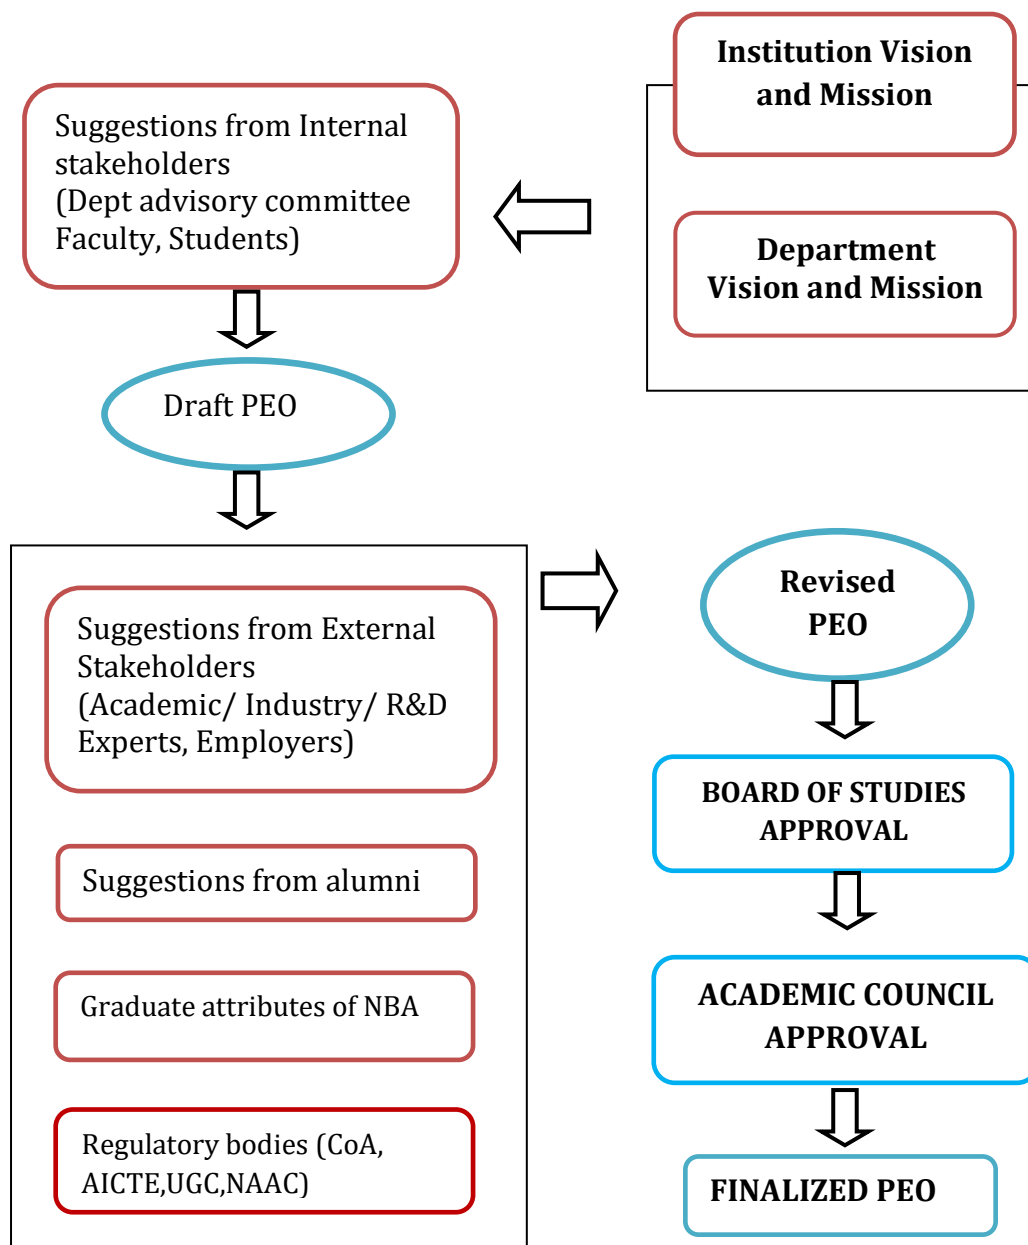 Institution Vision
and Mission
Department
Vision and Mission
Suggestions from Internal
stakeholders
(Dept advisory committee
Faculty, Students)
Draft PEO
Suggestions from External
Stakeholders
(Academic/ Industry/ R&D
Experts, Employers)
Suggestions from alumni
Graduate attributes of NBA
Regulatory bodies (CoA,
AICTE,UGC,NAAC)
Revised
PEO
BOARD OF STUDIES
APPROVAL
ACADEMIC COUNCIL
APPROVAL
FINALIZED PEO